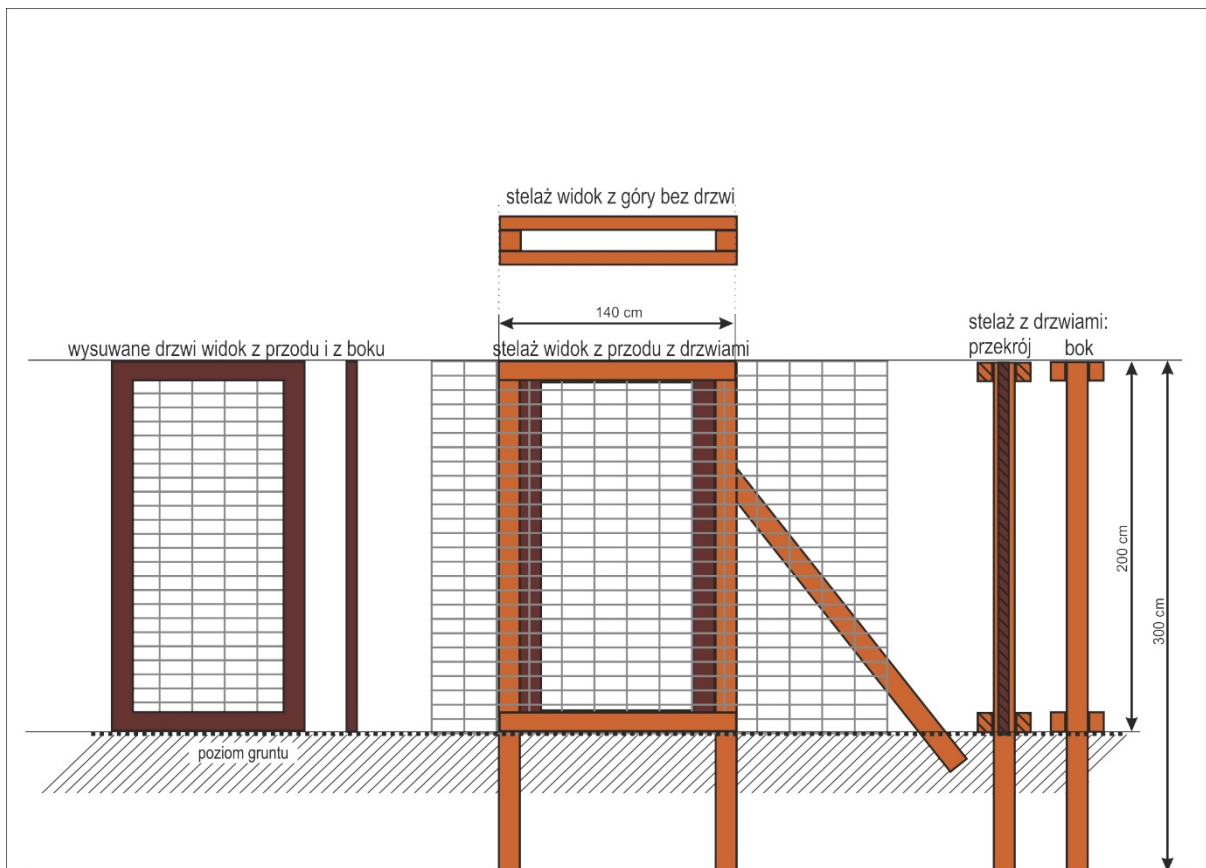 stelaż widok z góry bez drzwi
140 cm
wysuwane drzwi widok z przodu i z boku
stelaż widok z przodu z drzwiami
stelaż z drzwiami:
przekrój
bok
200 cm
300 cm
poziom gruntu